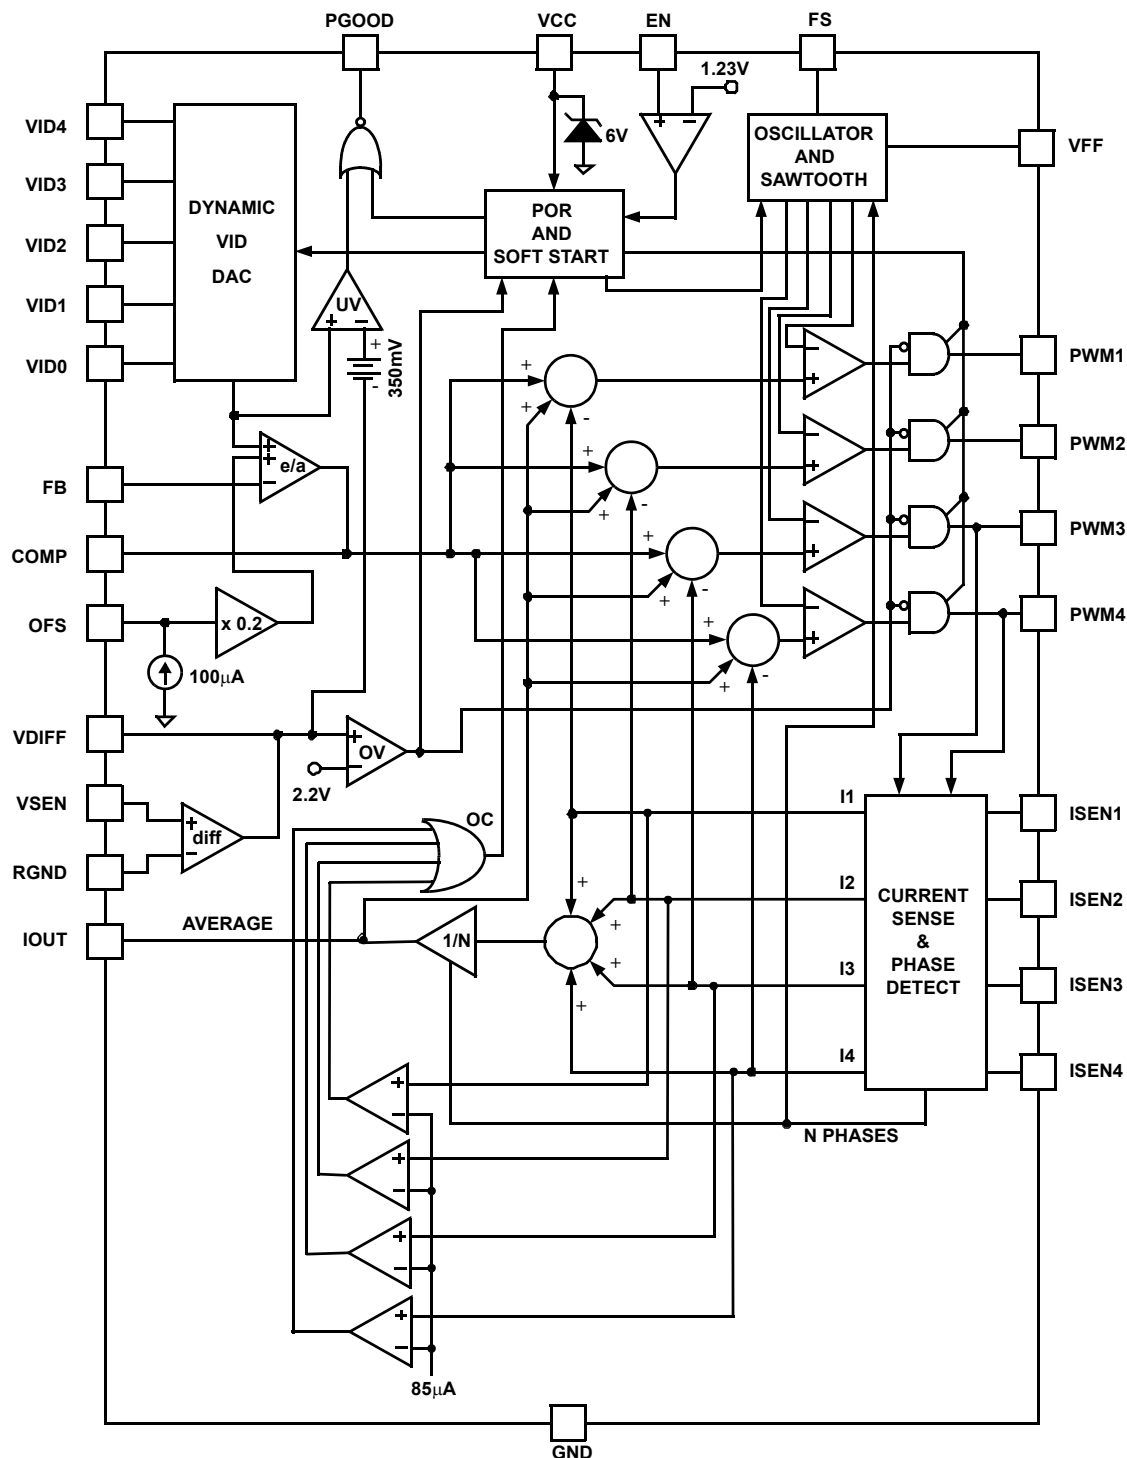 PGOOD
VCC
EN
FS
1.23V
VID4
VID3
VID2
VID1
VID0
DYNAMIC
VID
DAC
6V
POR
AND
SOFT START
OSCILLATOR
AND
SAWTOOTH
VFF
UV
+ −
+
350mV
-
PWM1
PWM2
PWM3
PWM4
FB
e/a
COMP
OFS
x 0.2
100μA
VDIFF
OV
2.2V
VSEN
diff
RGND
OC
IOUT
AVERAGE
1/N
I1
I2
I3
I4
CURRENT
SENSE
&
PHASE
DETECT
ISEN1
ISEN2
ISEN3
ISEN4
N PHASES
85μA
GND